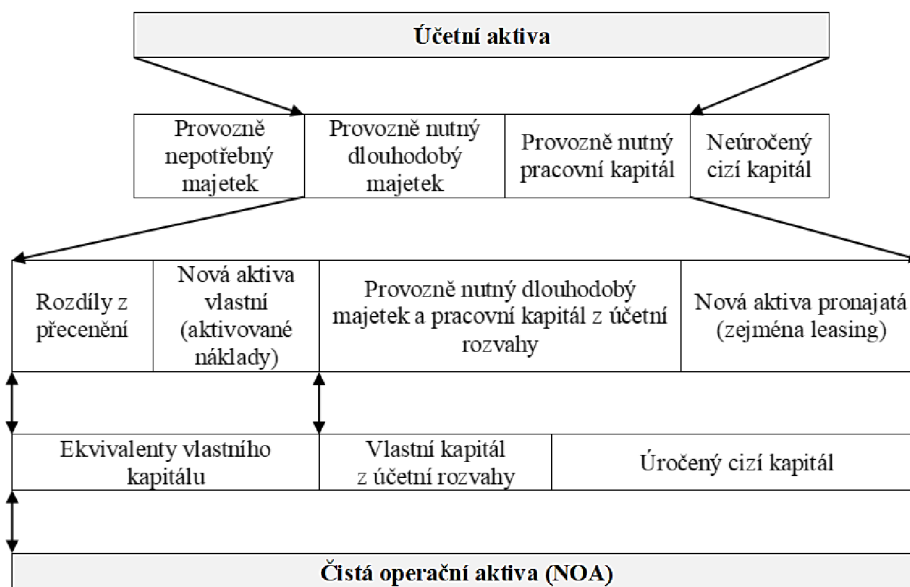 Účetní aktiva
Provozně
nepotřebný
majetek
Provozně nutný
dlouhodobý
majetek
Provozně nutný
pracovní kapitál
Neúročený
cizí kapitál
Rozdíly z
přecenění
Nová aktiva
vlastní
(aktivované
náklady)
Provozně nutný dlouhodobý
majetek a pracovní kapitál z účetní
rozvahy
Nová aktiva pronajatá
(zejména leasing)
Ekvivalenty vlastního
kapitálu
Vlastní kapitál
z účetní rozvahy
Úročený cizí kapitál
Čistá operační aktiva (NOA)